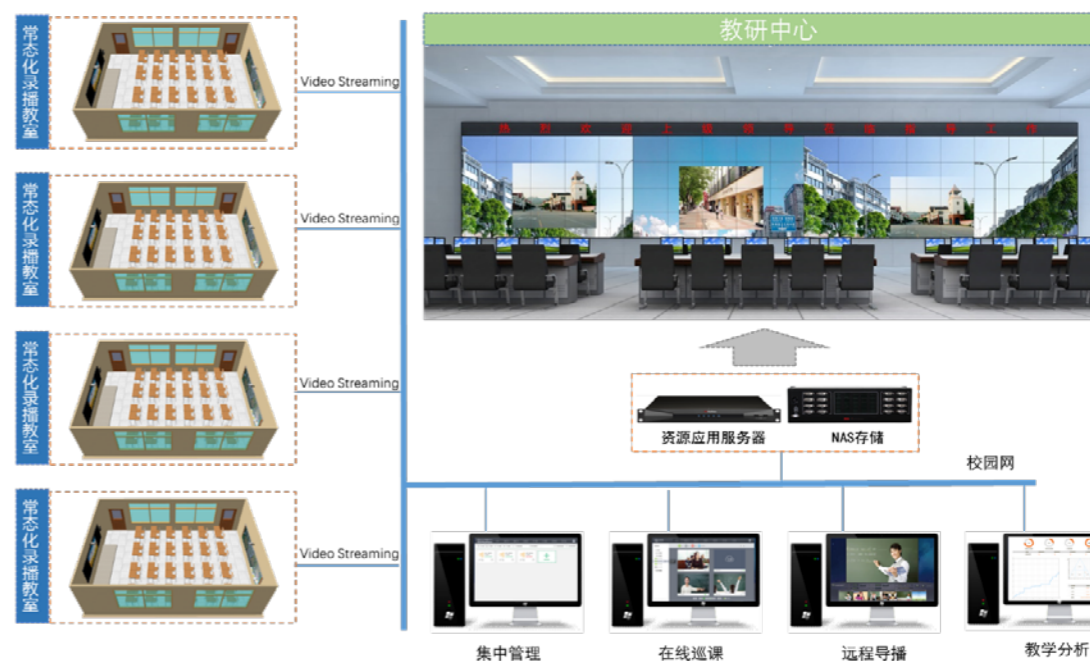 常态化录播教室
Video Streaming
常态化录播教室
Video Streaming
常态化录播教室
Video Streaming
常态化录播教室
Video Streaming
教研中心
资源应用服务器
NAS存储
校园网
集中管理
在线巡课
远程导播
教学分析